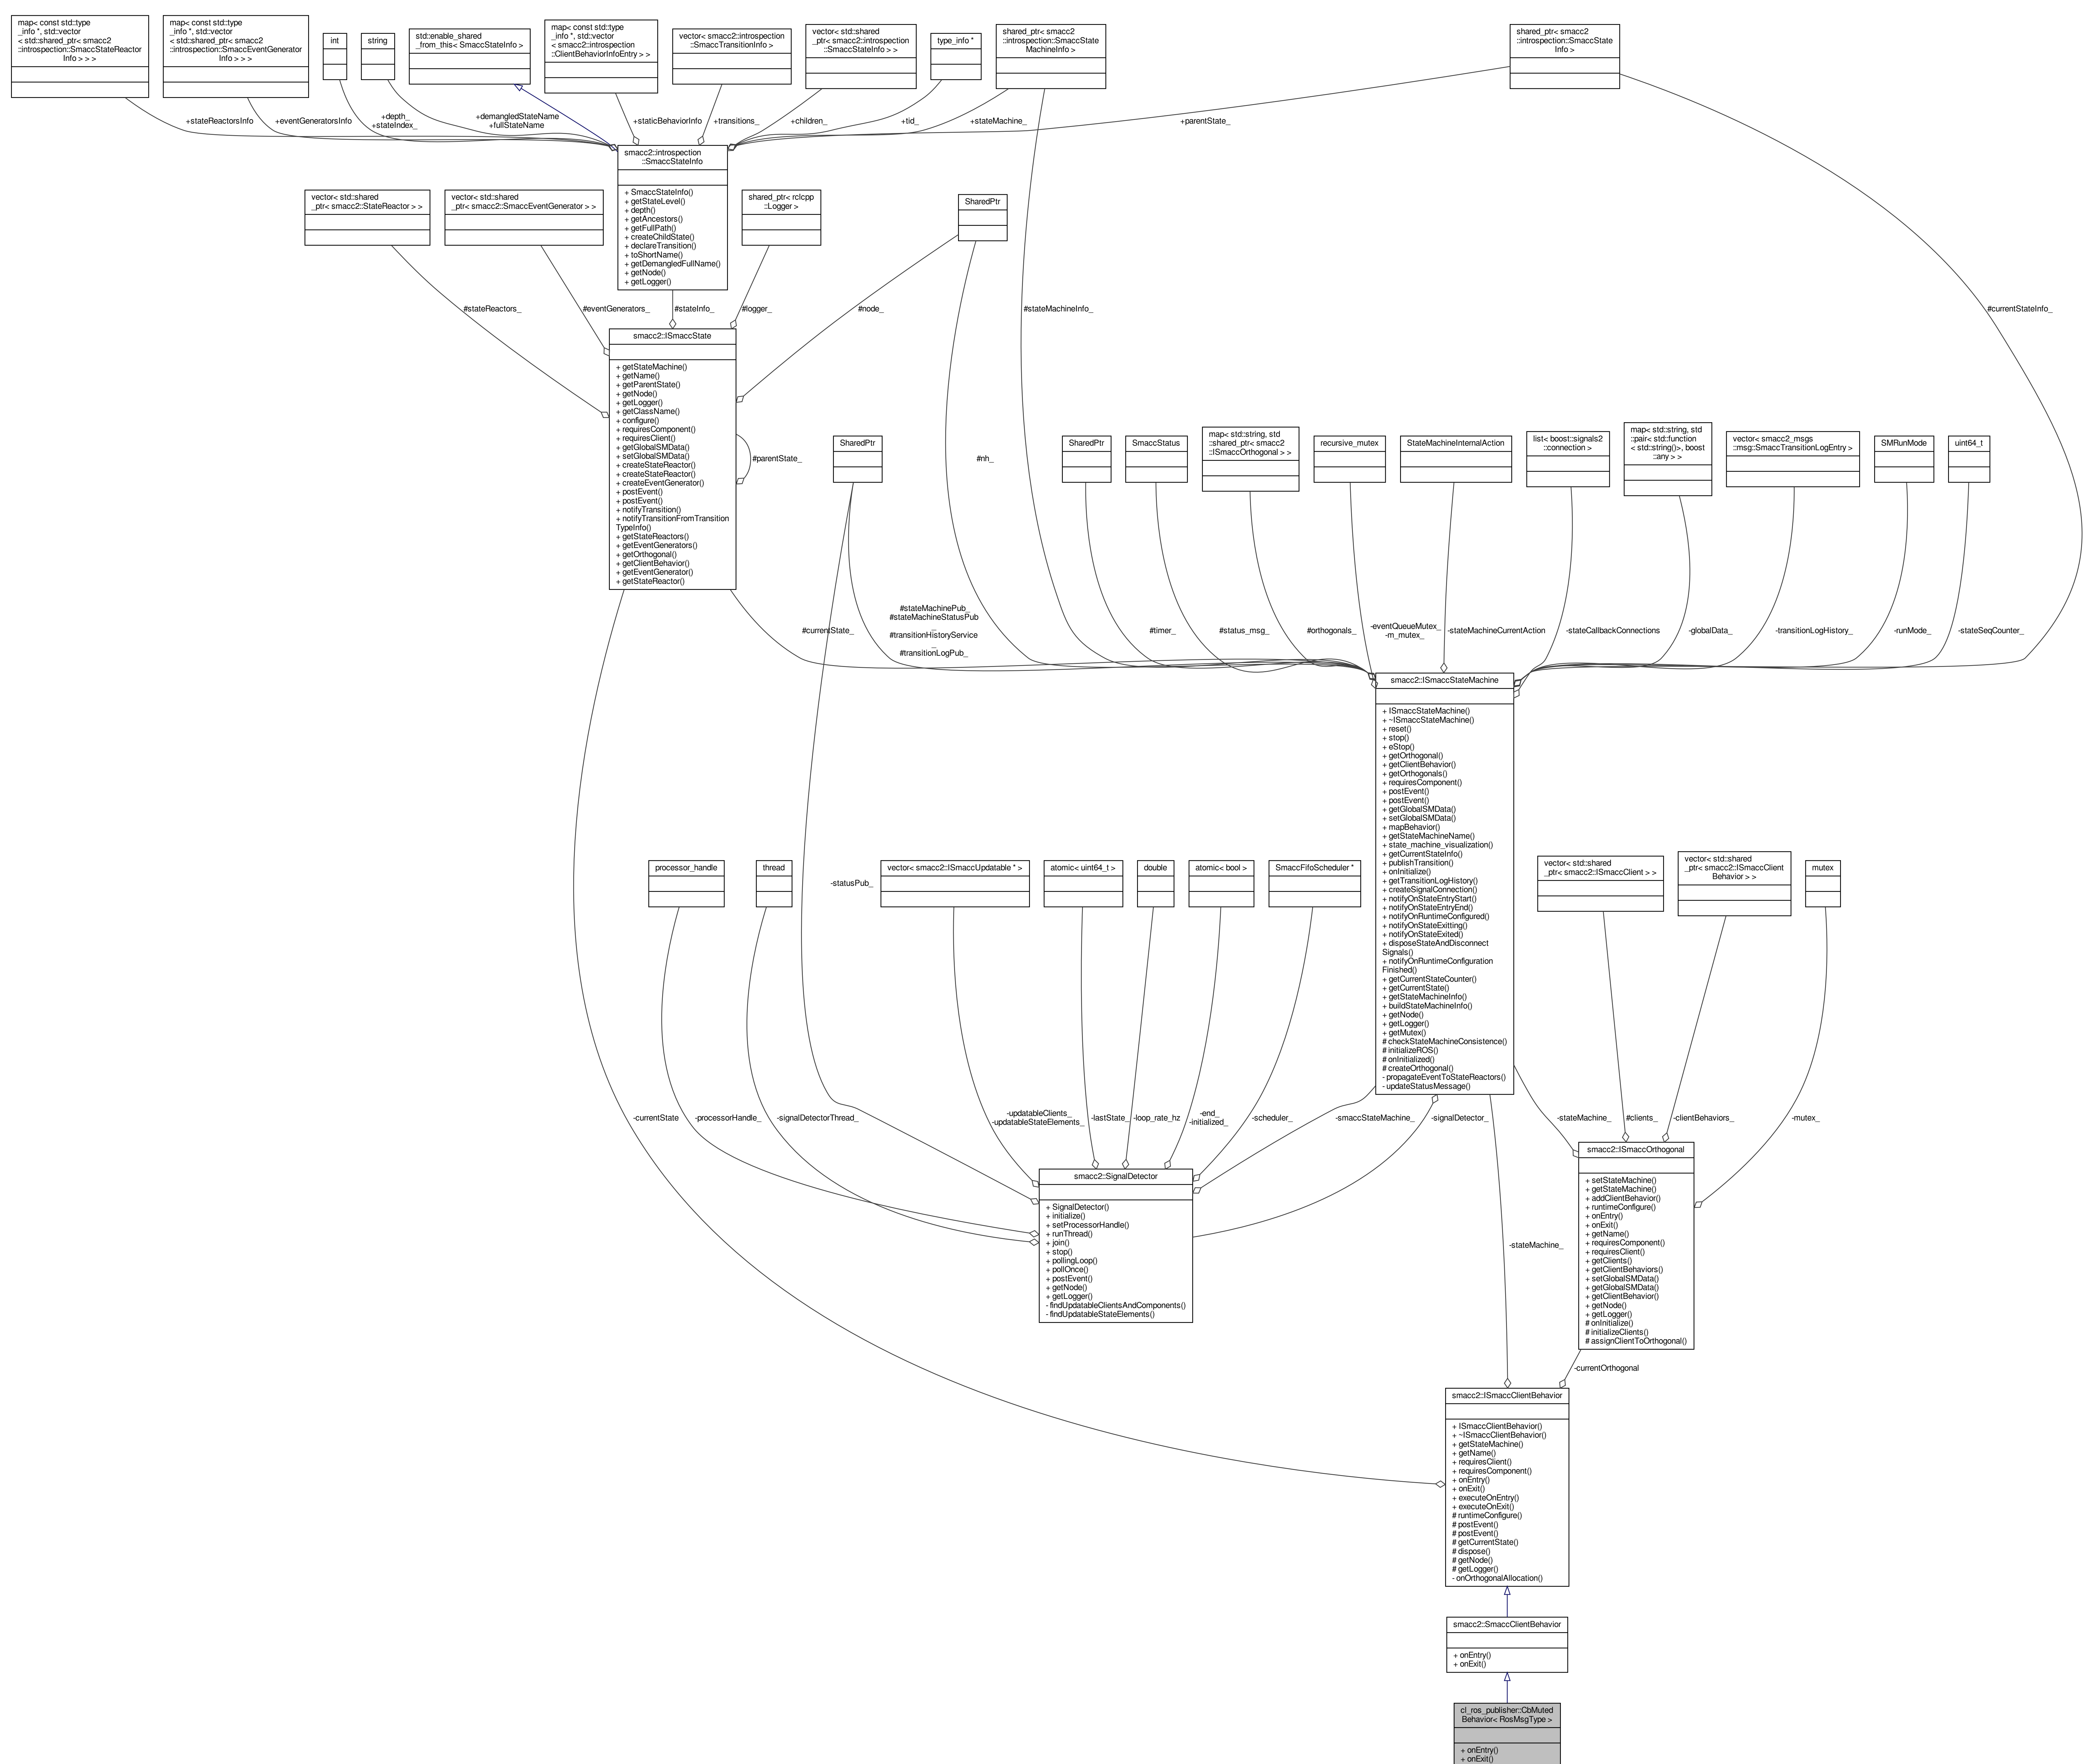 map< const std::type
_info *, std::vector
< std::shared_ptr< smacc2
::introspection::SmaccStateReactor
Info > > >
map< const std::type
_info *, std::vector
< std::shared_ptr< smacc2
::introspection::SmaccEventGenerator
Info > > >
int
string
std::enable_shared
_from_this< SmaccStateInfo >
map< const std::type
_info *, std::vector
< smacc2::introspection
::ClientBehaviorInfoEntry > >
vector< smacc2::introspection
::SmaccTransitionInfo >
vector< std::shared
_ptr< smacc2::introspection
::SmaccStateInfo > >
type_info *
shared_ptr< smacc2
::introspection::SmaccState
MachineInfo >
shared_ptr< smacc2
::introspection::SmaccState
Info >
+stateReactorsInfo
+eventGeneratorsInfo
+depth_
+stateIndex_
+demangledStateName
+fullStateName
+staticBehaviorInfo
+transitions_
+children_
+tid_
+stateMachine_
+parentState_
smacc2::introspection
::SmaccStateInfo
+ SmaccStateInfo()
+ getStateLevel()
+ depth()
+ getAncestors()
+ getFullPath()
+ createChildState()
+ declareTransition()
+ toShortName()
+ getDemangledFullName()
+ getNode()
+ getLogger()
vector< std::shared
_ptr< smacc2::StateReactor > >
vector< std::shared
_ptr< smacc2::SmaccEventGenerator > >
shared_ptr< rclcpp
::Logger >
SharedPtr
#stateReactors_
#eventGenerators_
#stateInfo_
#logger_
#node_
#stateMachineInfo_
#currentStateInfo_
smacc2::ISmaccState
+ getStateMachine()
+ getName()
+ getParentState()
+ getNode()
+ getLogger()
+ getClassName()
+ configure()
+ requiresComponent()
+ requiresClient()
+ getGlobalSMData()
+ setGlobalSMData()
+ createStateReactor()
+ createStateReactor()
+ createEventGenerator()
+ postEvent()
+ postEvent()
+ notifyTransition()
+ notifyTransitionFromTransition
TypeInfo()
+ getStateReactors()
+ getEventGenerators()
+ getOrthogonal()
+ getClientBehavior()
+ getEventGenerator()
+ getStateReactor()
#parentState_
SharedPtr
#nh_
SharedPtr
SmaccStatus
map< std::string, std
::shared_ptr< smacc2
::ISmaccOrthogonal > >
recursive_mutex
StateMachineInternalAction
list< boost::signals2
::connection >
map< std::string, std
::pair< std::function
< std::string()>, boost
::any > >
vector< smacc2_msgs
::msg::SmaccTransitionLogEntry >
SMRunMode
uint64_t
#currentState_
#stateMachinePub_
#stateMachineStatusPub
_
#transitionHistoryService
_
#transitionLogPub_
#timer_
#status_msg_
#orthogonals_
-eventQueueMutex_
-m_mutex_
-stateMachineCurrentAction
-stateCallbackConnections
-globalData_
-transitionLogHistory_
-runMode_
-stateSeqCounter_
smacc2::ISmaccStateMachine
+ ISmaccStateMachine()
+ ~ISmaccStateMachine()
+ reset()
+ stop()
+ eStop()
+ getOrthogonal()
+ getClientBehavior()
+ getOrthogonals()
+ requiresComponent()
+ postEvent()
+ postEvent()
+ getGlobalSMData()
+ setGlobalSMData()
+ mapBehavior()
+ getStateMachineName()
+ state_machine_visualization()
+ getCurrentStateInfo()
+ publishTransition()
+ onInitialize()
+ getTransitionLogHistory()
+ createSignalConnection()
+ notifyOnStateEntryStart()
+ notifyOnStateEntryEnd()
+ notifyOnRuntimeConfigured()
+ notifyOnStateExitting()
+ notifyOnStateExited()
+ disposeStateAndDisconnect
Signals()
+ notifyOnRuntimeConfiguration
Finished()
+ getCurrentStateCounter()
+ getCurrentState()
+ getStateMachineInfo()
+ buildStateMachineInfo()
+ getNode()
+ getLogger()
+ getMutex()
# checkStateMachineConsistence()
# initializeROS()
# onInitialized()
# createOrthogonal()
- propagateEventToStateReactors()
- updateStatusMessage()
processor_handle
thread
-statusPub_
vector< smacc2::ISmaccUpdatable * >
atomic< uint64_t >
double
atomic< bool >
SmaccFifoScheduler *
vector< std::shared
_ptr< smacc2::ISmaccClient > >
vector< std::shared
_ptr< smacc2::ISmaccClient
Behavior > >
mutex
-currentState
-processorHandle_
-signalDetectorThread_
-updatableClients_
-updatableStateElements_
-lastState_
-loop_rate_hz
-end_
-initialized_
-scheduler_
-smaccStateMachine_
-signalDetector_
-stateMachine_
#clients_
-clientBehaviors_
-mutex_
smacc2::SignalDetector
+ SignalDetector()
+ initialize()
+ setProcessorHandle()
+ runThread()
+ join()
+ stop()
+ pollingLoop()
+ pollOnce()
+ postEvent()
+ getNode()
+ getLogger()
- findUpdatableClientsAndComponents()
- findUpdatableStateElements()
smacc2::ISmaccOrthogonal
+ setStateMachine()
+ getStateMachine()
+ addClientBehavior()
+ runtimeConfigure()
+ onEntry()
+ onExit()
+ getName()
+ requiresComponent()
+ requiresClient()
+ getClients()
+ getClientBehaviors()
+ setGlobalSMData()
+ getGlobalSMData()
+ getClientBehavior()
+ getNode()
+ getLogger()
# onInitialize()
# initializeClients()
# assignClientToOrthogonal()
-stateMachine_
-currentOrthogonal
smacc2::ISmaccClientBehavior
+ ISmaccClientBehavior()
+ ~ISmaccClientBehavior()
+ getStateMachine()
+ getName()
+ requiresClient()
+ requiresComponent()
+ onEntry()
+ onExit()
+ executeOnEntry()
+ executeOnExit()
# runtimeConfigure()
# postEvent()
# postEvent()
# getCurrentState()
# dispose()
# getNode()
# getLogger()
- onOrthogonalAllocation()
smacc2::SmaccClientBehavior
+ onEntry()
+ onExit()
cl_ros_publisher::CbMuted
Behavior< RosMsgType >
+ onEntry()
+ onExit()